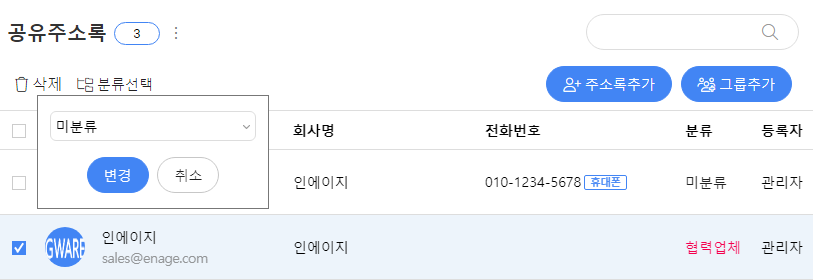 공유주소록 3
삭제 분류선택 주소록추가 그룹추가
미분류
변경 취소
회사명 전화번호 분류 등록자
인에이지 010-1234-5678 휴대폰 미분류 관리자
GWARE 인에이지 sales@enage.com 인에이지 협력업체 관리자